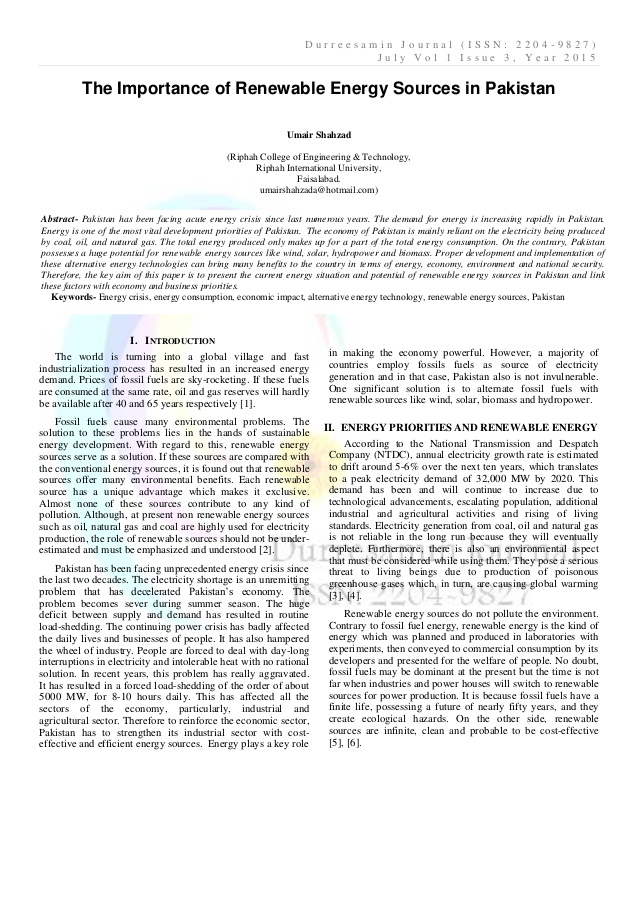 Durreesamin Journal (ISSN: 2204-9827)
July Vol 1 Issue 3, Year 2015
The Importance of Renewable Energy Sources in Pakistan
Umair Shahzad
(Riphah College of Engineering & Technology,
Riphah International University,
Faisalabad.
umairshahzada@hotmail.com)
Abstract- Pakistan has been facing acute energy crisis since last numerous years. The demand for energy is increasing rapidly in Pakistan.
Energy is one of the most vital development priorities of Pakistan. The economy of Pakistan is mainly reliant on the electricity being produced
by coal, oil, and natural gas. The total energy produced only makes up for a part of the total energy consumption. On the contrary, Pakistan
possesses a huge potential for renewable energy sources like wind, solar, hydropower and biomass. Proper development and implementation of
these alternative energy technologies can bring many benefits to the country in terms of energy, economy, environment and national security.
Therefore, the key aim of this paper is to present the current energy situation and potential of renewable energy sources in Pakistan and link
these factors with economy and business priorities.
Keywords- Energy crisis, energy consumption, economic impact, alternative energy technology, renewable energy sources, Pakistan
I. INTRODUCTION
The world is turning into a global village and fast
industrialization process has resulted in an increased energy
demand. Prices of fossil fuels are sky-rocketing. If these fuels
are consumed at the same rate, oil and gas reserves will hardly
be available after 40 and 65 years respectively [1].
Fossil fuels cause many environmental problems. The
solution to these problems lies in the hands of sustainable
energy development. With regard to this, renewable energy
sources serve as a solution. If these sources are compared with
the conventional energy sources, it is found out that renewable
sources offer many environmental benefits. Each renewable
source has a unique advantage which makes it exclusive.
Almost none of these sources contribute to any kind of
pollution. Although, at present non renewable energy sources
such as oil, natural gas and coal are highly used for electricity
production, the role of renewable sources should not be under-
estimated and must be emphasized and understood [2].
Pakistan has been facing unprecedented energy crisis since
the last two decades. The electricity shortage is an unremitting
problem that has decelerated Pakistan's economy. The
problem becomes sever during summer season. The huge
deficit between supply and demand has resulted in routine
load-shedding. The continuing power crisis has badly affected
the daily lives and businesses of people. It has also hampered
the wheel of industry. People are forced to deal with day-long
interruptions in electricity and intolerable heat with no rational
solution. In recent years, this problem has really aggravated.
It has resulted in a forced load-shedding of the order of about
5000 MW, for 8-10 hours daily. This has affected all the
sectors of the economy, particularly, industrial and
agricultural sector. Therefore to reinforce the economic sector,
Pakistan has to strengthen its industrial sector with cost-
effective and efficient energy sources. Energy plays a key role
in making the economy powerful. However, a majority of
countries employ fossils fuels as source of electricity
generation and in that case, Pakistan also is not invulnerable.
One significant solution is to alternate fossil fuels with
renewable sources like wind, solar, biomass and hydropower.
II. ENERGY PRIORITIES AND RENEWABLE ENERGY
According to the National Transmission and Despatch
Company (NTDC), annual electricity growth rate is estimated
to drift around 5-6% over the next ten years, which translates
to a peak electricity demand of 32,000 MW by 2020. This
demand has been and will continue to increase due to
technological advancements, escalating population, additional
industrial and agricultural activities and rising of living
standards. Electricity generation from coal, oil and natural gas
is not reliable in the long run because they will eventually
deplete. Furthermore, there is also an environmental aspect
that must be considered while using them. They pose a serious
threat to living beings due to production of poisonous
greenhouse gases which, in turn, are causing global warming
[3], [4].
Renewable energy sources do not pollute the environment.
Contrary to fossil fuel energy, renewable energy is the kind of
energy which was planned and produced in laboratories with
experiments, then conveyed to commercial consumption by its
developers and presented for the welfare of people. No doubt,
fossil fuels may be dominant at the present but the time is not
far when industries and power houses will switch to renewable
sources for power production. It is because fossil fuels have a
finite life, possessing a future of nearly fifty years, and they
create ecological hazards. On the other side, renewable
sources are infinite, clean and probable to be cost-effective
[5], [6].
Durreesamin Journal
ISSN: 2204-9827